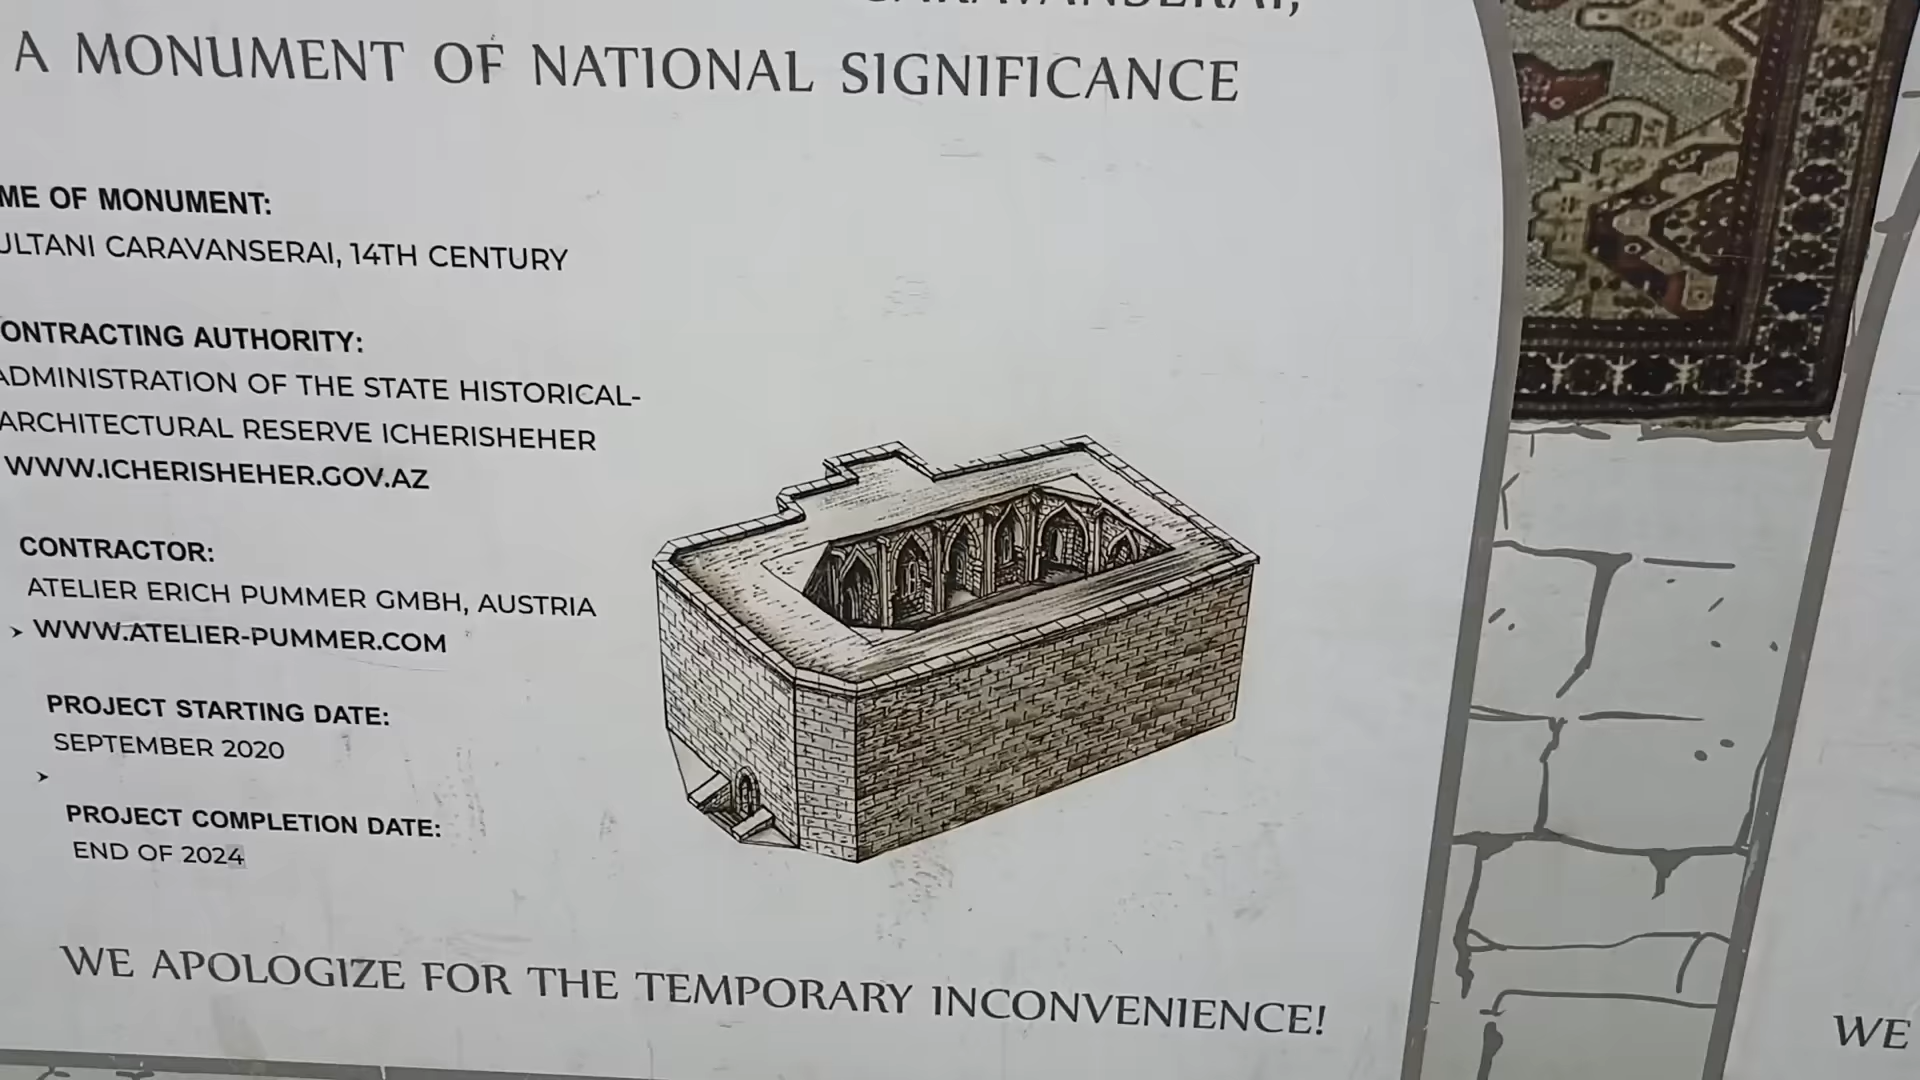 CARAVANSERAI,
A MONUMENT OF NATIONAL SIGNIFICANCE
ME OF MONUMENT:
ULTANI CARAVANSERAI, 14TH CENTURY
ONTRACTING AUTHORITY:
ADMINISTRATION OF THE STATE HISTORICAL-
ARCHITECTURAL RESERVE ICHERISHEHER
WWW.ICHERISHEHER.GOV.AZ
CONTRACTOR:
ATELIER ERICH PUMMER GMBH, AUSTRIA
WWW.ATELIER-PUMMER.COM
PROJECT STARTING DATE:
SEPTEMBER 2020
PROJECT COMPLETION DATE:
END OF 2024
WE APOLOGIZE FOR THE TEMPORARY INCONVENIENCE!
WE